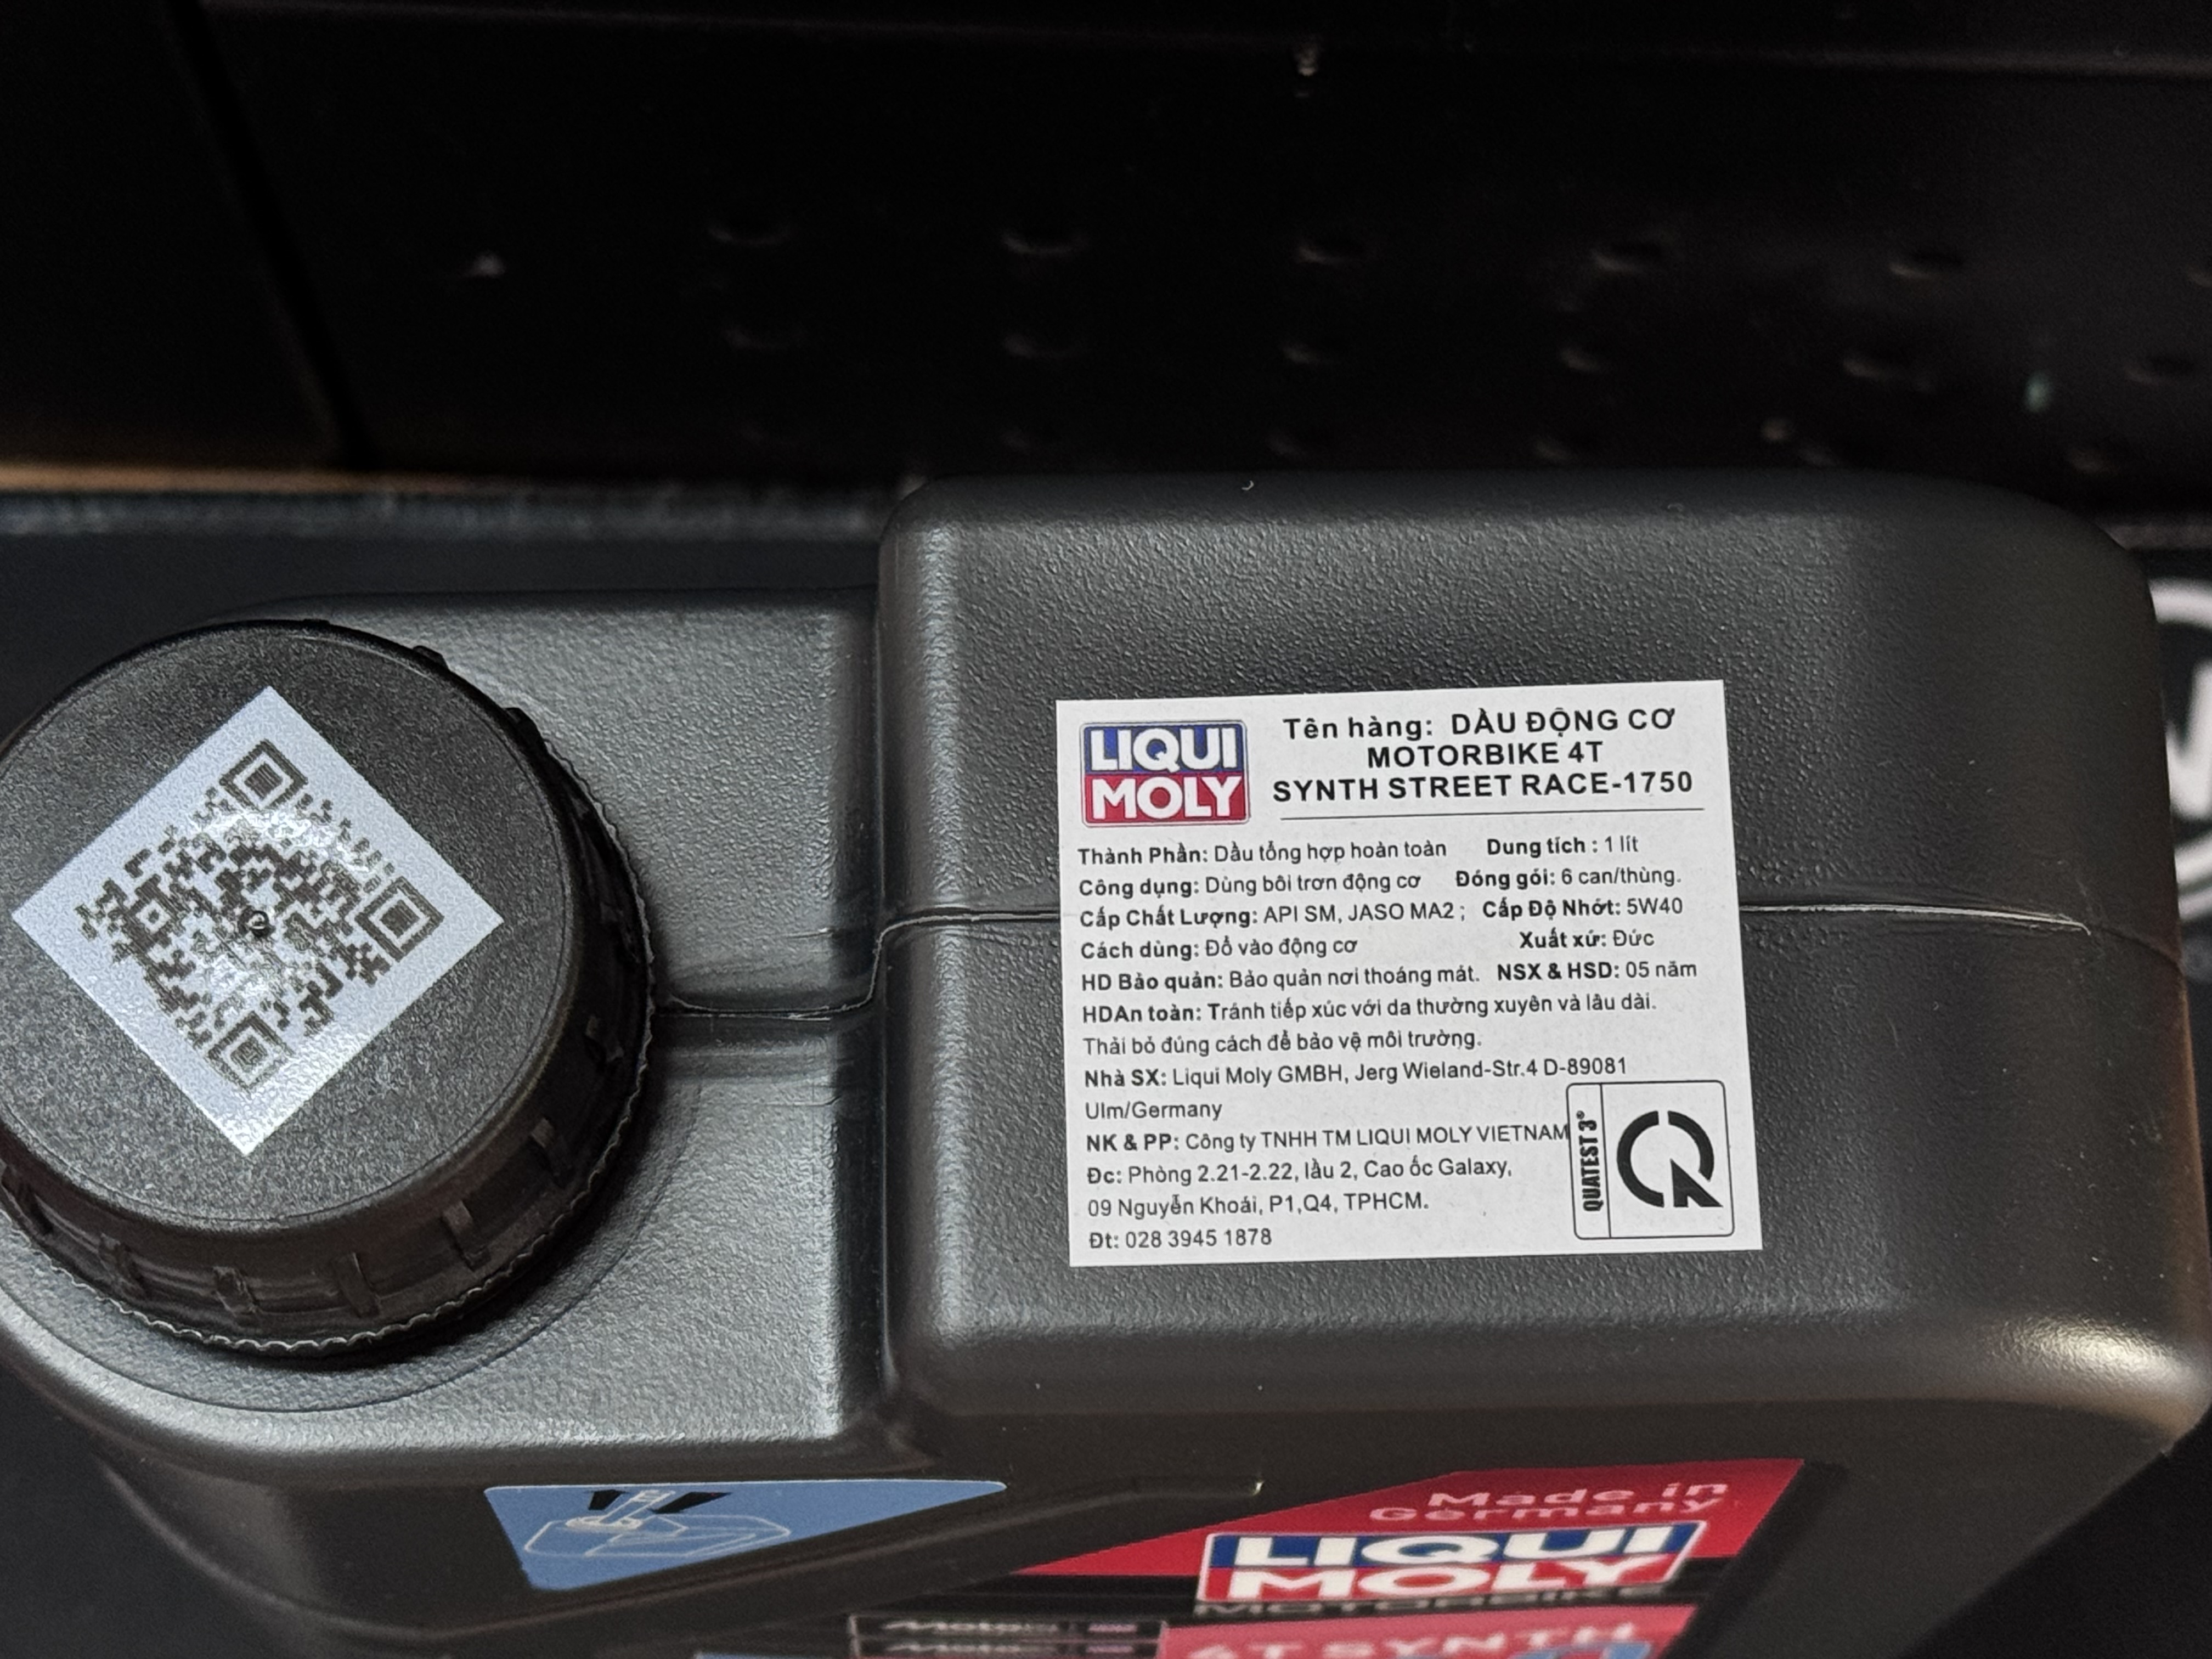 LIQUI
MOLY
Tên hàng: DẦU ĐỘNG CƠ
MOTORBIKE 4T
SYNTH STREET RACE-1750
Thành Phần: Dầu tổng hợp hoàn toàn Dung tích : 1 lít
Công dụng: Dùng bôi trơn động cơ Đóng gói: 6 can/thùng.
Cấp Chất Lượng: API SM, JASO MA2 ; Cấp Độ Nhớt: 5W40
Cách dùng: Đổ vào động cơ Xuất xứ: Đức
HD Bảo quản: Bảo quản nơi thoáng mát. NSX & HSD: 05 năm
HDAn toàn: Tránh tiếp xúc với da thường xuyên và lâu dài.
Thải bỏ đúng cách để bảo vệ môi trường.
Nhà SX: Liqui Moly GMBH, Jerg Wieland-Str.4 D-89081
Ulm/Germany
NK & PP: Công ty TNHH TM LIQUI MOLY VIETNAM
Đc: Phòng 2.21-2.22, lầu 2, Cao ốc Galaxy,
09 Nguyễn Khoái, P1,Q4, TPHCM.
Đt: 028 3945 1878
QUATEST 3®
Made in
Germany
LIQUI
MOLY
MOTORBIKE
4T SYNTH